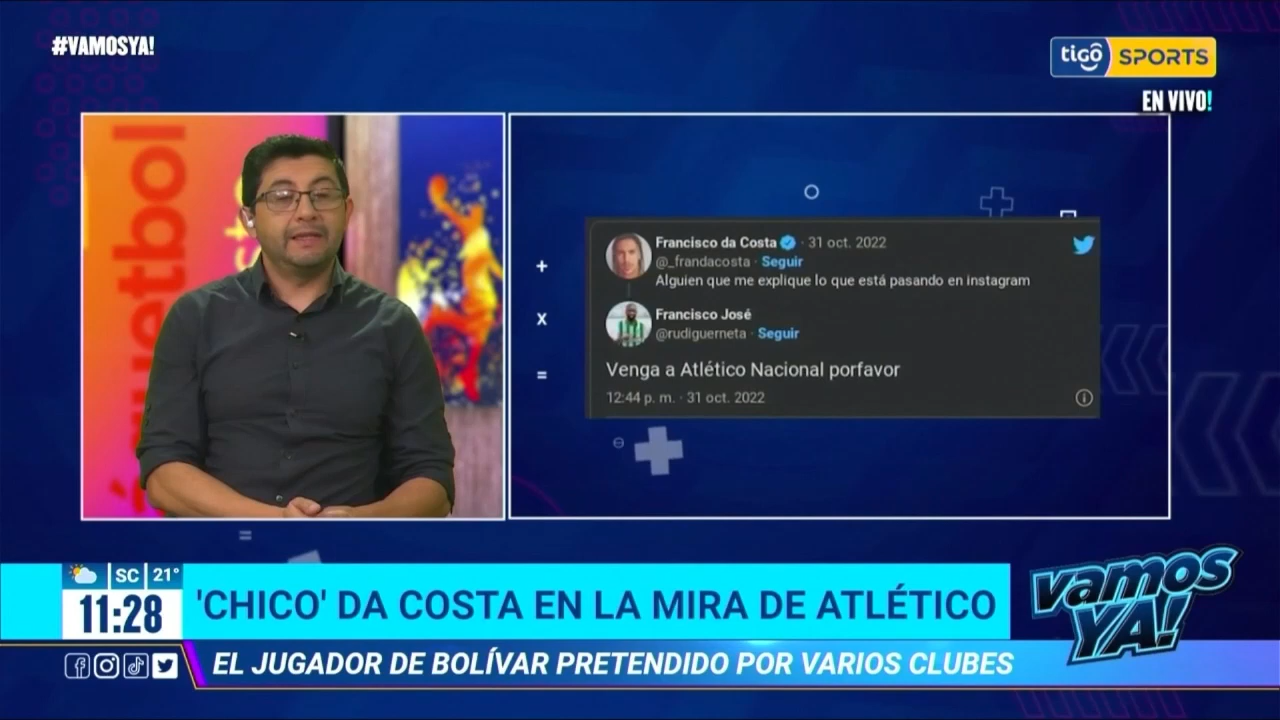 #VAMOSYA!
tigo SPORTS
EN VIVO!
Francisco da Costa · 31 oct. 2022
@_frandacosta · Seguir
Alguien que me explique lo que está pasando en instagram
Francisco José
@rudiguerneta · Seguir
Venga a Atlético Nacional porfavor
12:44 p. m. · 31 oct. 2022
SC 21°
11:28
'CHICO' DA COSTA EN LA MIRA DE ATLÉTICO
EL JUGADOR DE BOLÍVAR PRETENDIDO POR VARIOS CLUBES
vamos
YA!